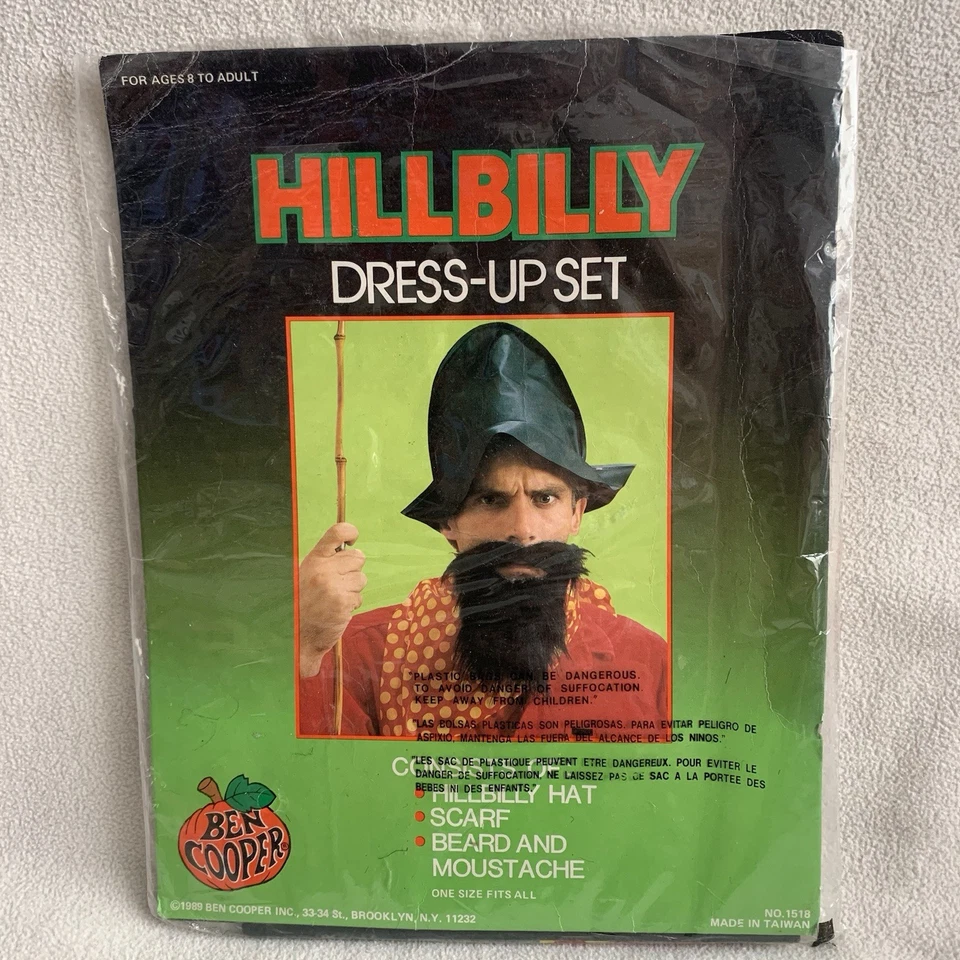 FOR AGES 8 TO ADULT
HILLBILLY
DRESS-UP SET
"PLASTIC BAGS CAN BE DANGEROUS.
TO AVOID DANGER OF SUFFOCATION
KEEP AWAY FROM CHILDREN."
"LAS BOLSAS PLASTICAS SON PELIGROSAS. PARA EVITAR PELIGRO DE
ASPIXIO, MANTENGA LAS FUERA DEL ALCANCE DE LOS NINOS."
"LES SAC DE PLASTIQUE PEUVENT ETRE DANGEREUX. POUR EVITER LE
DANGER DE SUFFOCATION, NE LAISSEZ PAS DE SAC A LA PORTEE DES
BEBES NI DES ENFANTS."
CONSISTS OF
• HILLBILLY HAT
• SCARF
• BEARD AND
MOUSTACHE
ONE SIZE FITS ALL
BEN
COOPER®
©1989 BEN COOPER INC., 33-34 St., BROOKLYN, N.Y. 11232
NO. 1518
MADE IN TAIWAN